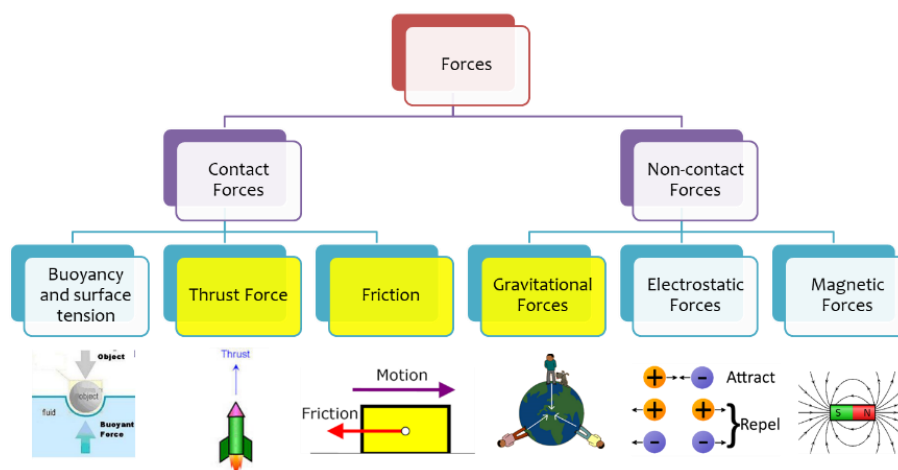 Forces
Contact
Forces
Non-contact
Forces
Buoyancy
and surface
tension
Thrust Force
Friction
Gravitational
Forces
Electrostatic
Forces
Magnetic
Forces
Object
object
fluid
Buoyant
Force
Thrust
Motion
Friction
+ -
Attract
+ +
- -
Repel
S N